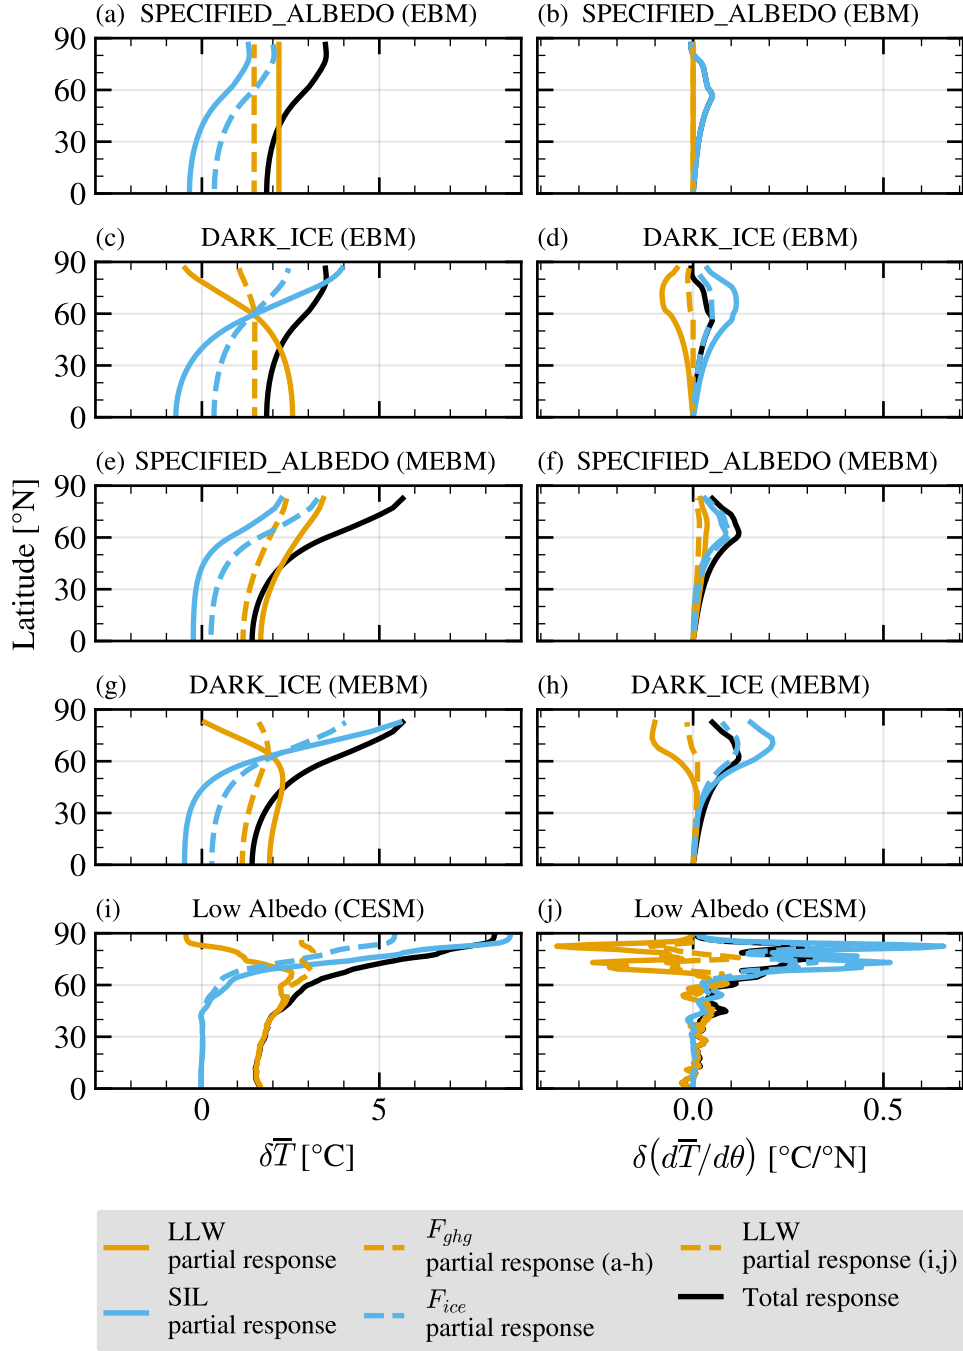 (a) SPECIFIED_ALBEDO (EBM)
(b) SPECIFIED_ALBEDO (EBM)
90
60
30
0
(c) DARK_ICE (EBM)
(d) DARK_ICE (EBM)
90
60
30
0
(e) SPECIFIED_ALBEDO (MEBM)
(f) SPECIFIED_ALBEDO (MEBM)
90
60
30
0
Latitude [°N]
(g) DARK_ICE (MEBM)
(h) DARK_ICE (MEBM)
90
60
30
0
(i) Low Albedo (CESM)
(j) Low Albedo (CESM)
90
60
30
0
0 5
0.0 0.5
δT̅ [°C]
δ(dT̅/dθ) [°C/°N]
LLW
partial response
SIL
partial response
F_ghg
partial response (a-h)
F_ice
partial response
LLW
partial response (i,j)
Total response